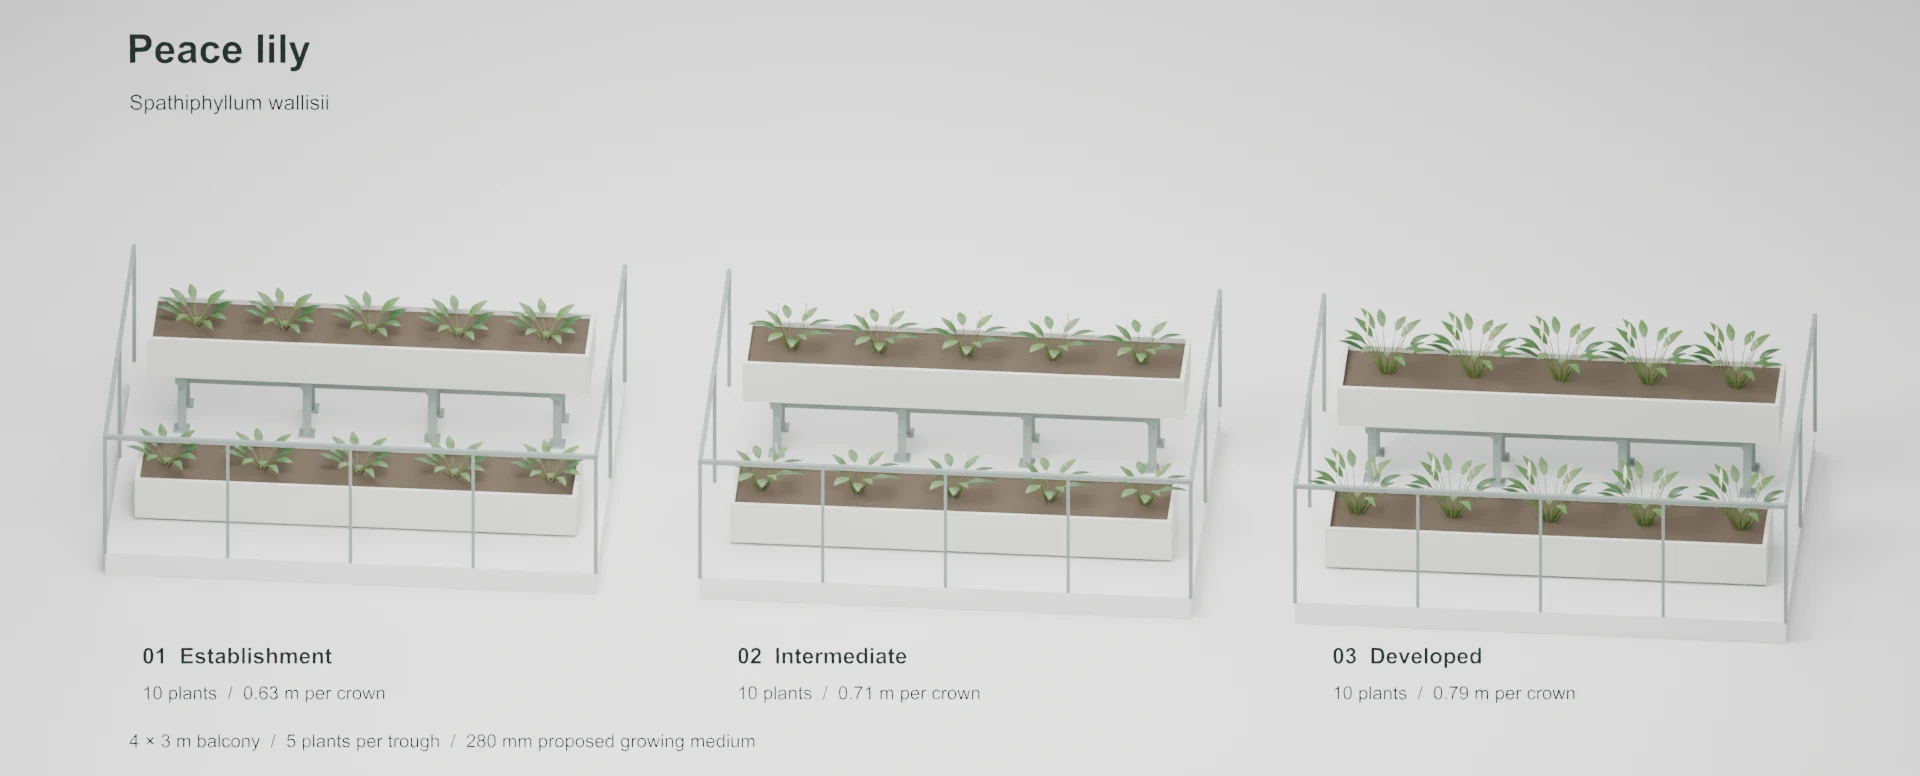 Peace lily
Spathiphyllum wallisii
01 Establishment
10 plants / 0.63 m per crown
02 Intermediate
10 plants / 0.71 m per crown
03 Developed
10 plants / 0.79 m per crown
4 × 3 m balcony / 5 plants per trough / 280 mm proposed growing medium